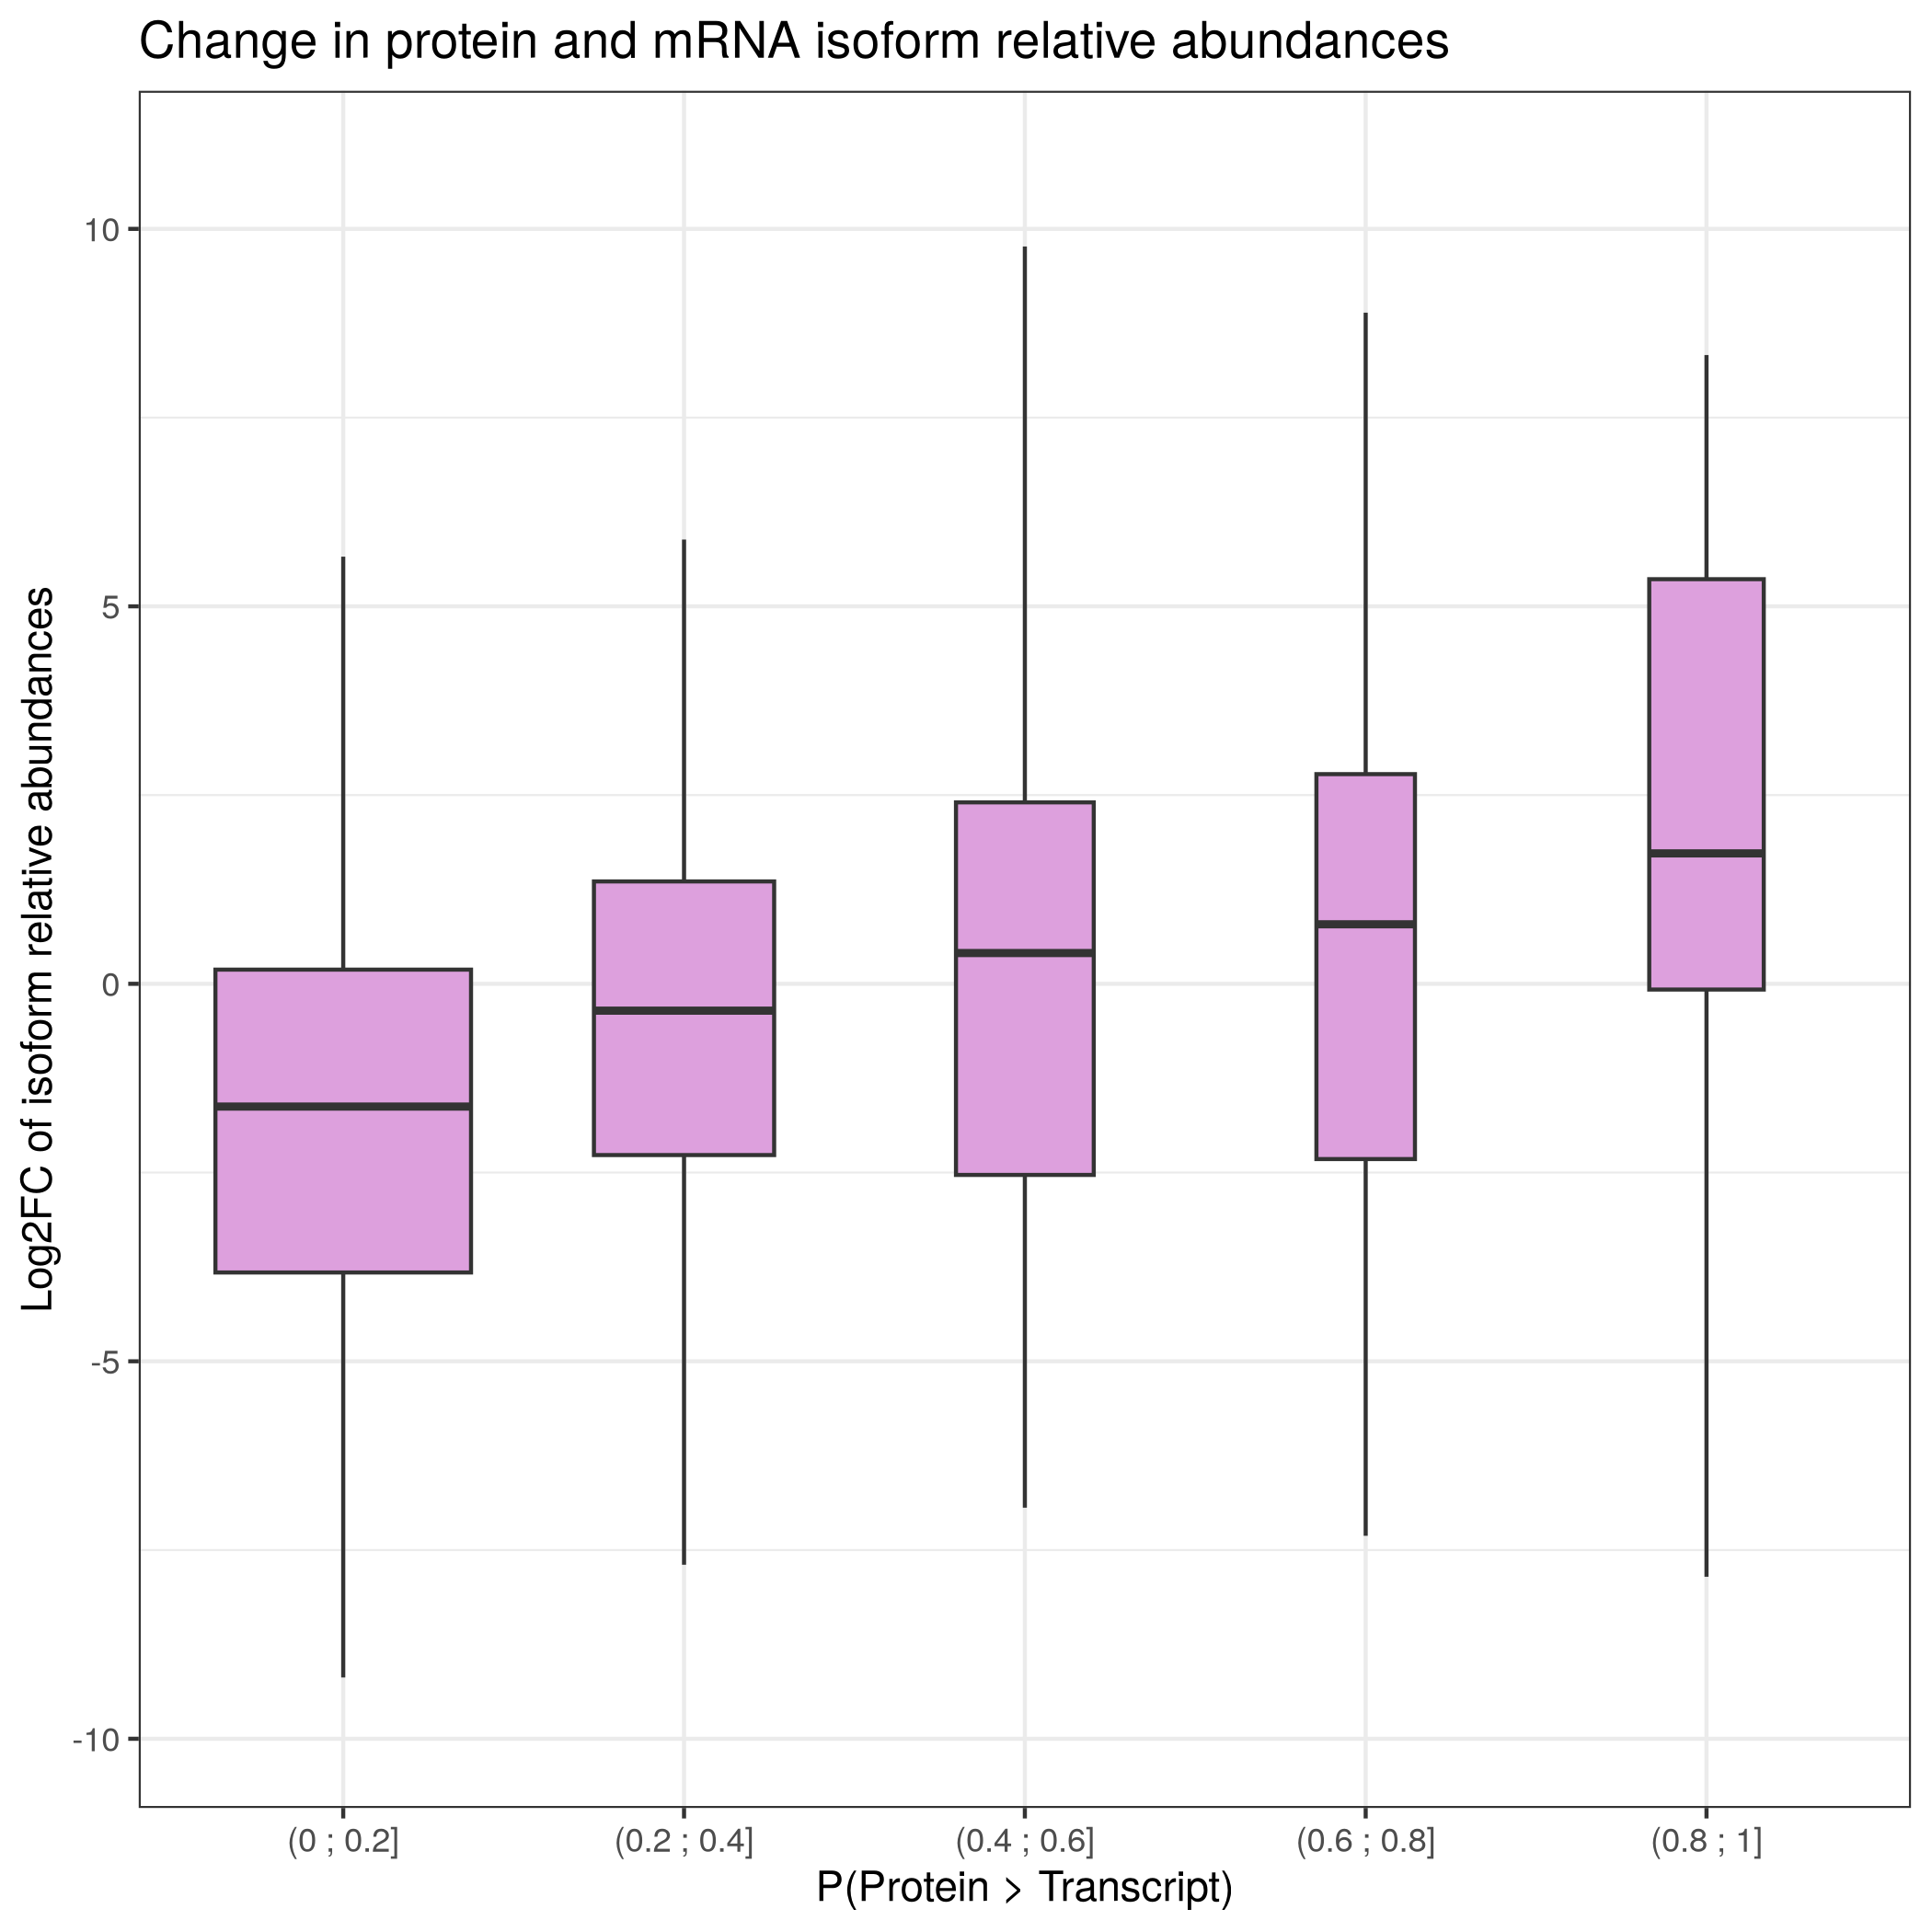 Change in protein and mRNA isoform relative abundances
Log2FC of isoform relative abundances
10
5
0
-5
-10
(0 ; 0.2]
(0.2 ; 0.4]
(0.4 ; 0.6]
(0.6 ; 0.8]
(0.8 ; 1]
P(Protein > Transcript)